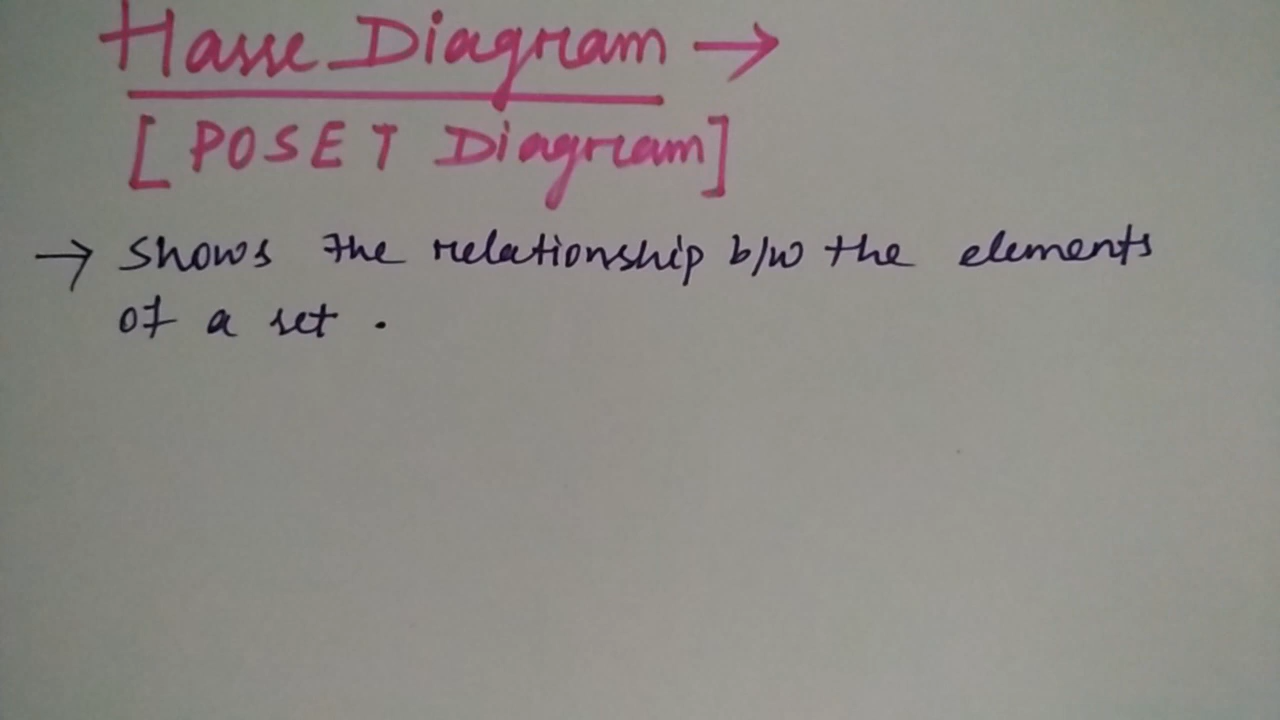 Hasse Diagram →
[ POSET Diagram]
→ Shows the relationship b/w the elements
of a set .